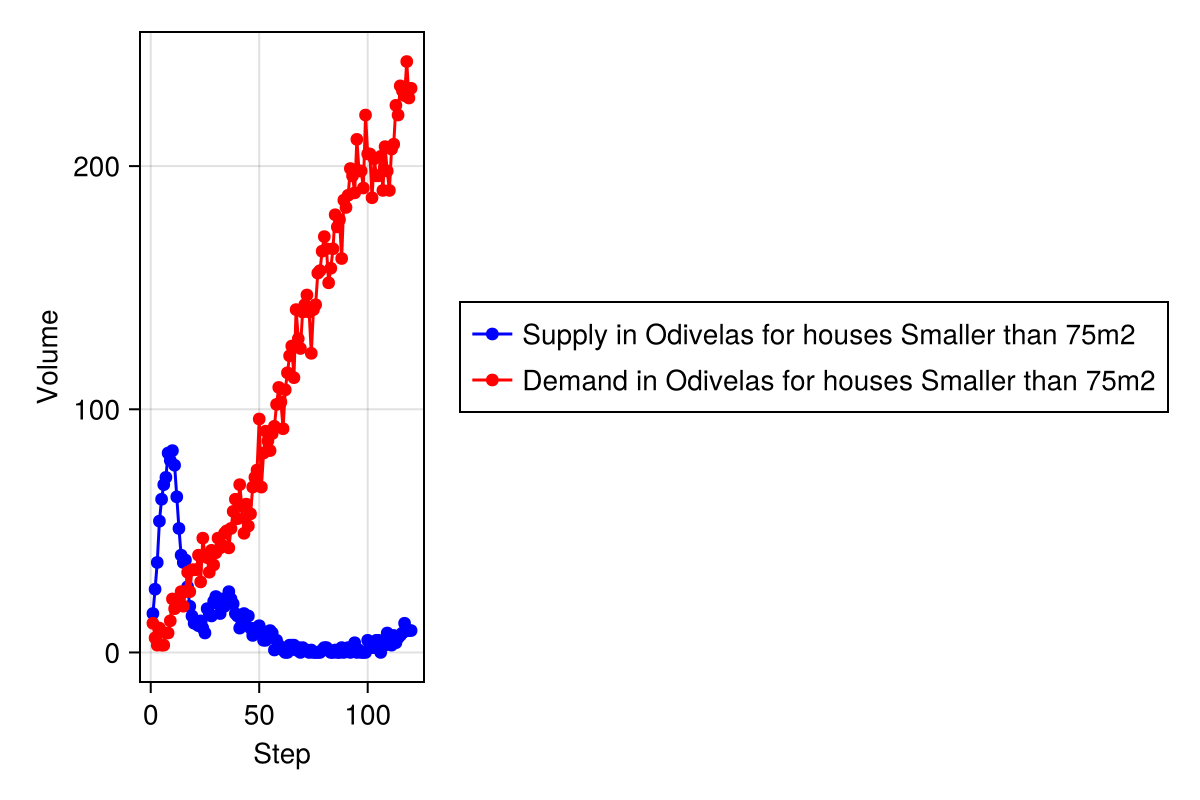 200
100
0
Volume
0 50 100
Step
Supply in Odivelas for houses Smaller than 75m2
Demand in Odivelas for houses Smaller than 75m2